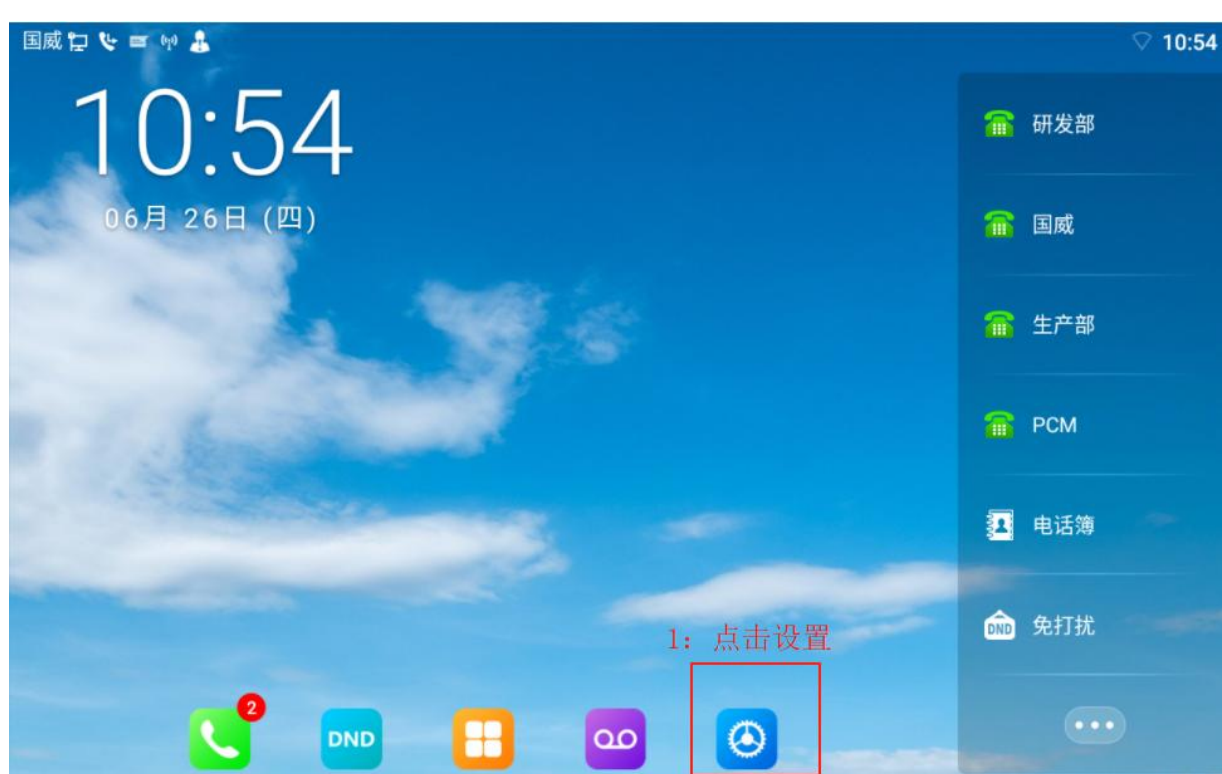 国威
10:54
10:54
06月 26日 (四)
研发部
国威
生产部
PCM
电话簿
DND
免打扰
1: 点击设置
2
DND